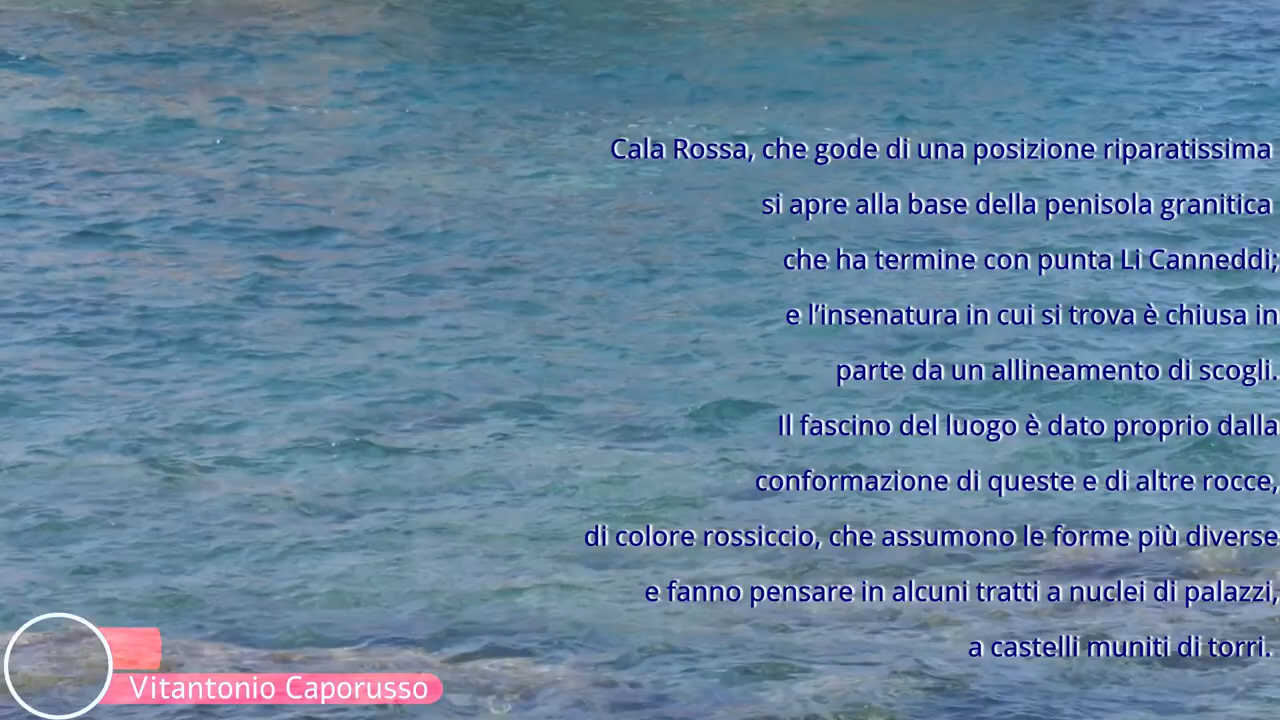 Cala Rossa, che gode di una posizione riparatissima
si apre alla base della penisola granitica
che ha termine con punta Li Canneddi;
e l’insenatura in cui si trova è chiusa in
parte da un allineamento di scogli.
Il fascino del luogo è dato proprio dalla
conformazione di queste e di altre rocce,
di colore rossiccio, che assumono le forme più diverse
e fanno pensare in alcuni tratti a nuclei di palazzi,
a castelli muniti di torri.
Vitantonio Caporusso